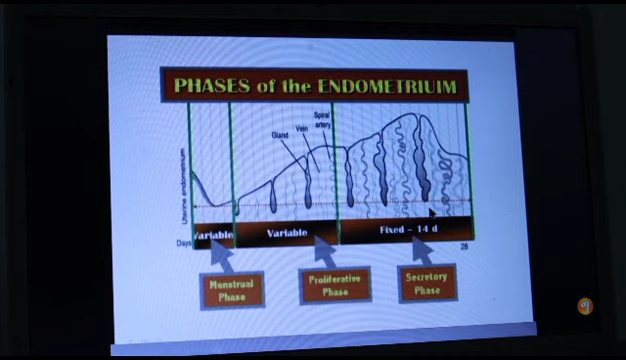 PHASES of the ENDOMETRIUIM
Spiral
artery
Vein
Gland
Uterine endometrium
Variable
Variable
Fixed - 14 d
Days
28
Menstrual
Phase
Proliferative
Phase
Secretory
Phase